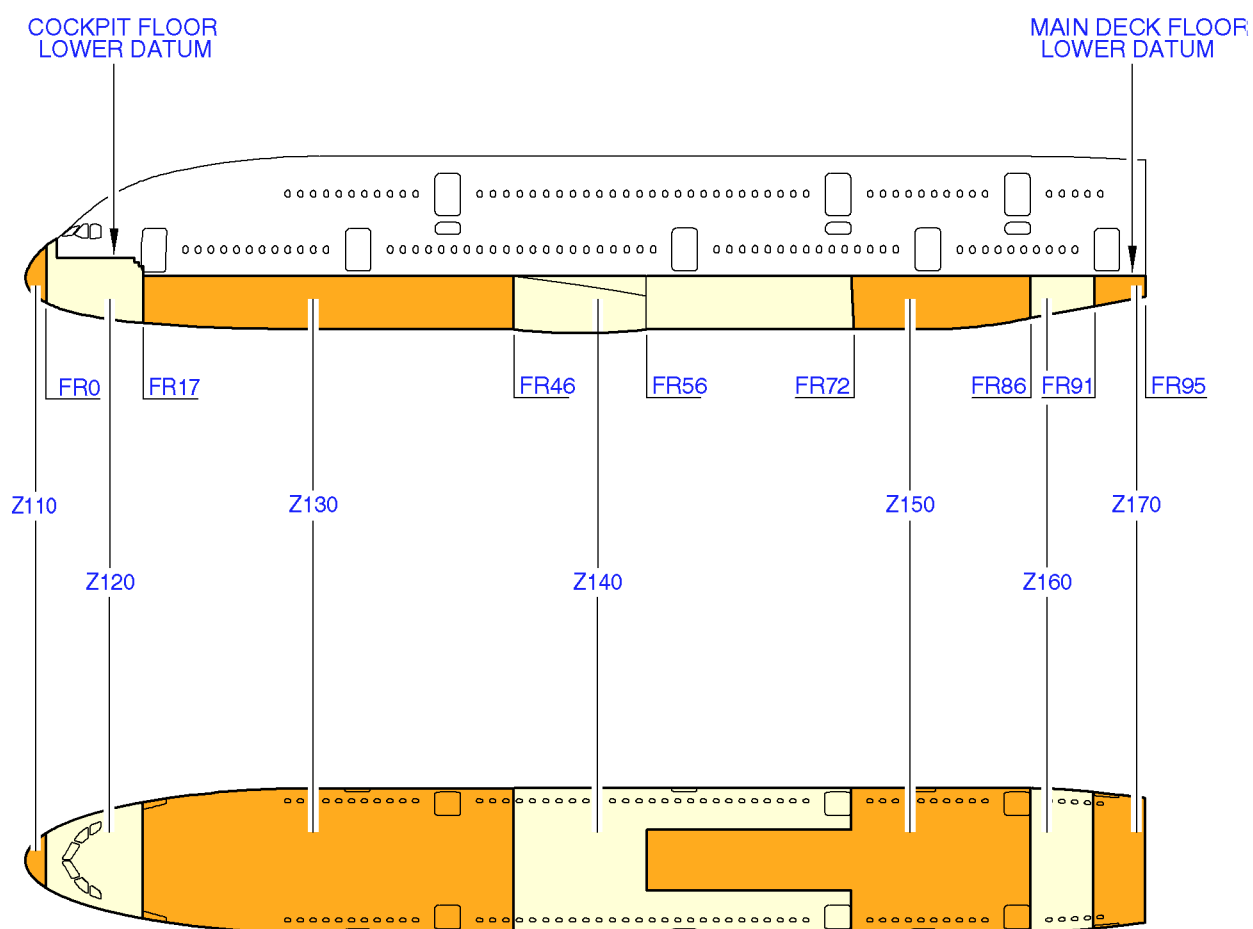 COCKPIT FLOOR
LOWER DATUM
MAIN DECK FLOOR
LOWER DATUM
FR0
FR17
FR46
FR56
FR72
FR86
FR91
FR95
Z110
Z130
Z150
Z170
Z120
Z140
Z160